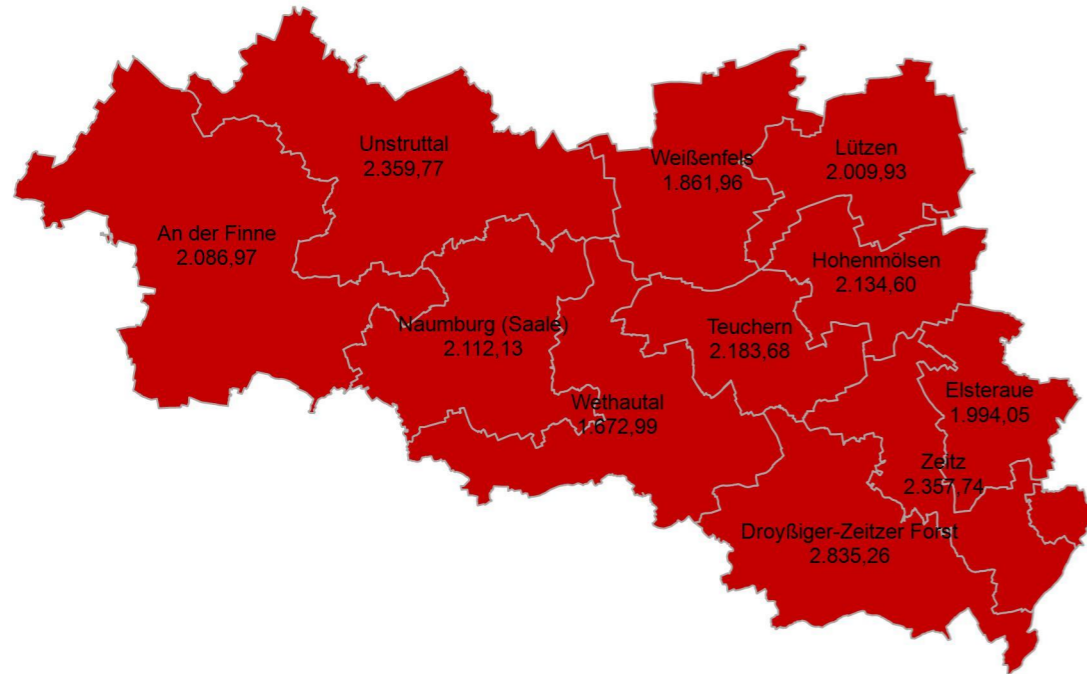 Unstruttal
2.359,77
Weißenfels
1.861,96
Lützen
2.009,93
An der Finne
2.086,97
Hohenmölsen
2.134,60
Naumburg (Saale)
2.112,13
Teuchern
2.183,68
Wethautal
1.672,99
Elsteraue
1.994,05
Zeitz
2.357,74
Droyßiger-Zeitzer Forst
2.835,26